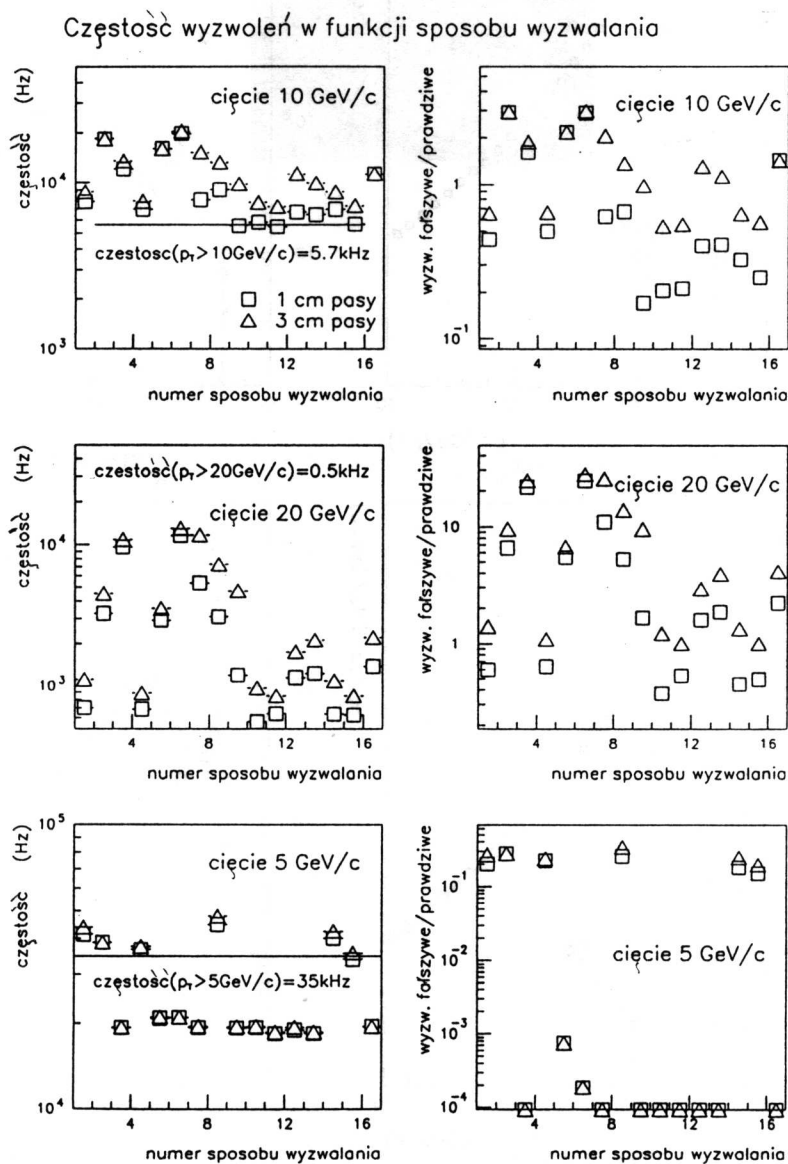 Częstość wyzwoleń w funkcji sposobu wyzwalania
częstość (Hz)
10⁴
10³
cięcie 10 GeV/c
czestosc(p_T>10GeV/c)=5.7kHz
□ 1 cm pasy
△ 3 cm pasy
4 8 12 16
numer sposobu wyzwalania
wyzw. fałszywe/prawdziwe
1
10⁻¹
cięcie 10 GeV/c
4 8 12 16
numer sposobu wyzwalania
częstość (Hz)
10⁴
10³
czestość(p_T>20GeV/c)=0.5kHz
cięcie 20 GeV/c
4 8 12 16
numer sposobu wyzwalania
wyzw. fałszywe/prawdziwe
10
1
cięcie 20 GeV/c
4 8 12 16
numer sposobu wyzwalania
częstość (Hz)
10⁵
10⁴
cięcie 5 GeV/c
częstość(p_T>5GeV/c)=35kHz
4 8 12 16
numer sposobu wyzwalania
wyzw. fałszywe/prawdziwe
10⁻¹
10⁻²
10⁻³
10⁻⁴
cięcie 5 GeV/c
4 8 12 16
numer sposobu wyzwalania